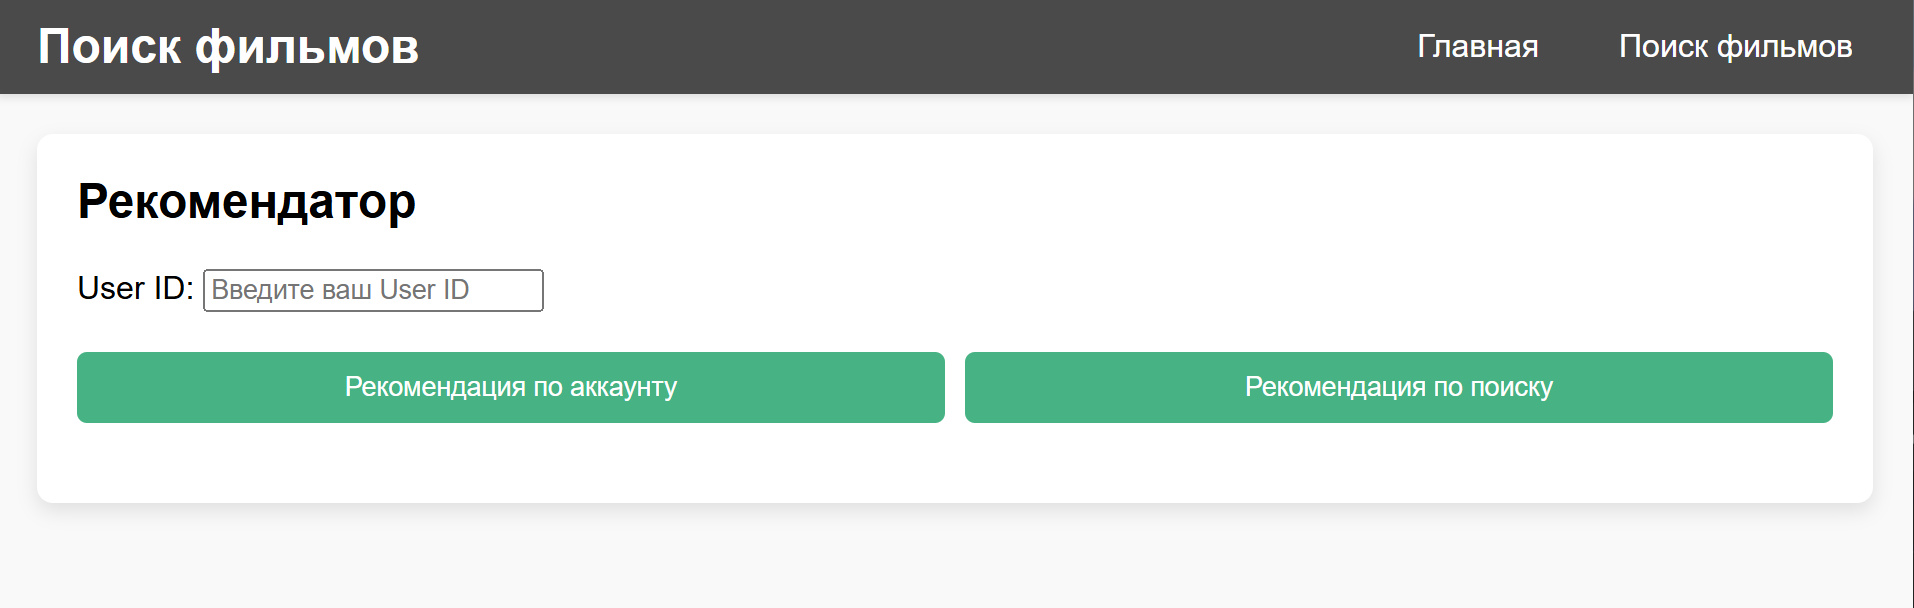 Поиск фильмов
Главная
Поиск фильмов
Рекомендатор
User ID: Введите ваш User ID
Рекомендация по аккаунту
Рекомендация по поиску